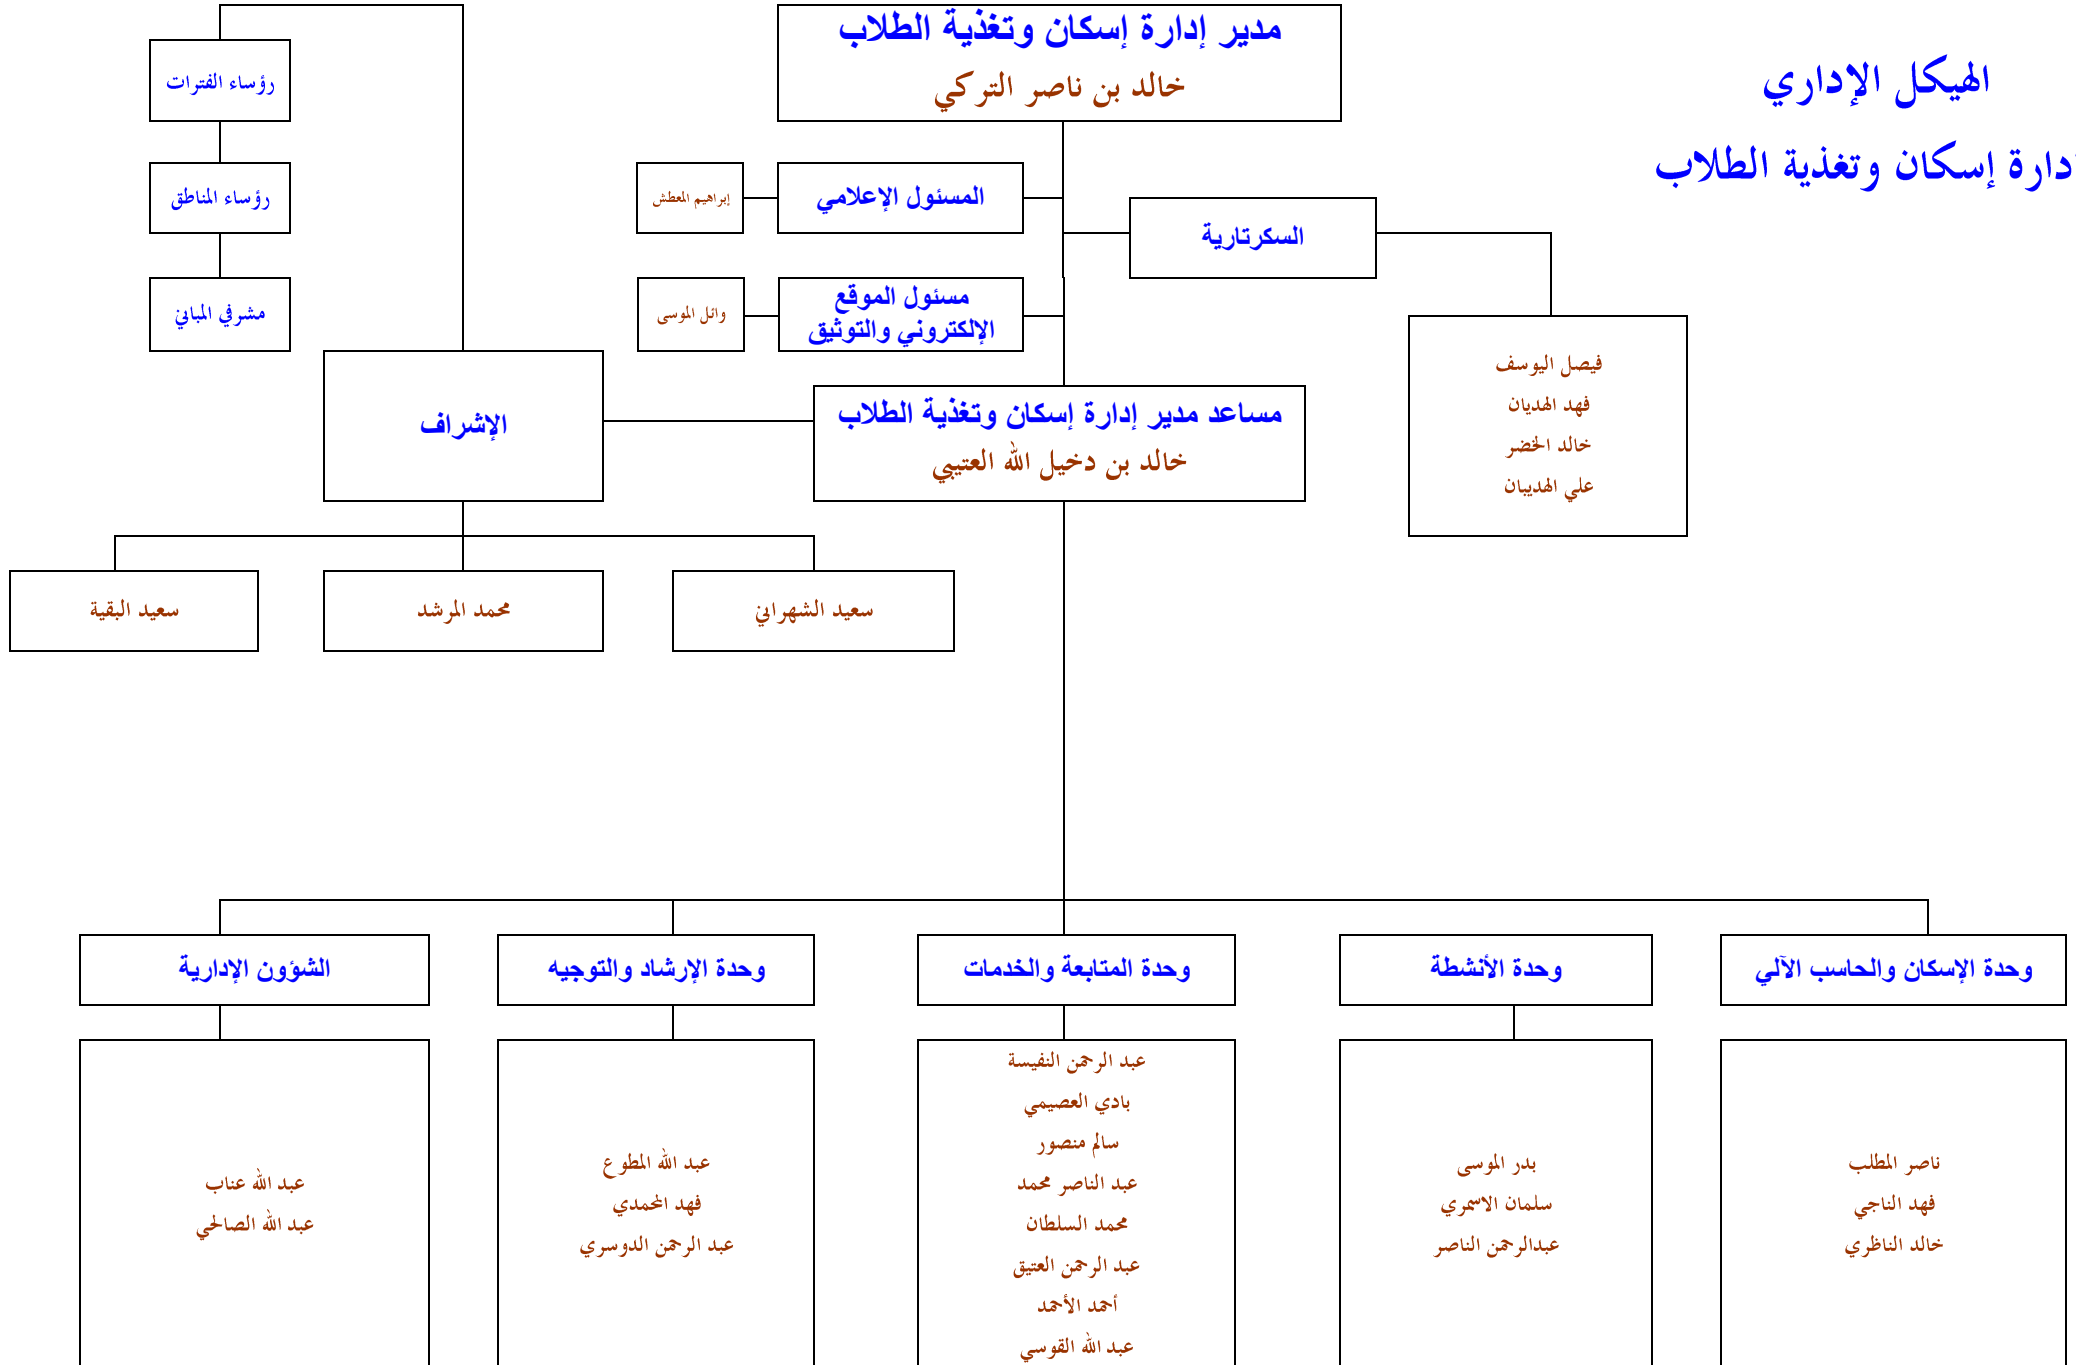 الهيكل الإداري
دارة إسكان وتغذية الطلاب
مدير إدارة إسكان وتغذية الطلاب
خالد بن ناصر التركي
المسئول الإعلامي
إبراهيم المعطش
السكرتارية
مسئول الموقع
الإلكتروني والتوثيق
وائل الموسى
فيصل اليوسف
فهد الهديان
خالد الخضر
علي الهديبان
مساعد مدير إدارة إسكان وتغذية الطلاب
خالد بن دخيل الله العتيبي
الإشراف
رؤساء الفترات
رؤساء المناطق
مشرفي المباني
سعيد الشهراني
محمد المرشد
سعيد البقية
وحدة الإسكان والحاسب الآلي
ناصر المطلب
فهد الناجي
خالد الناظري
وحدة الأنشطة
بدر الموسى
سلمان الاسمري
عبدالرحمن الناصر
وحدة المتابعة والخدمات
عبد الرحمن النفيسة
بادي العصيمي
سالم منصور
عبد الناصر محمد
محمد السلطان
عبد الرحمن العتيق
أحمد الأحمد
عبد الله القوسي
وحدة الإرشاد والتوجيه
عبد الله المطوع
فهد المحمدي
عبد الرحمن الدوسري
الشؤون الإدارية
عبد الله عناب
عبد الله الصالحي